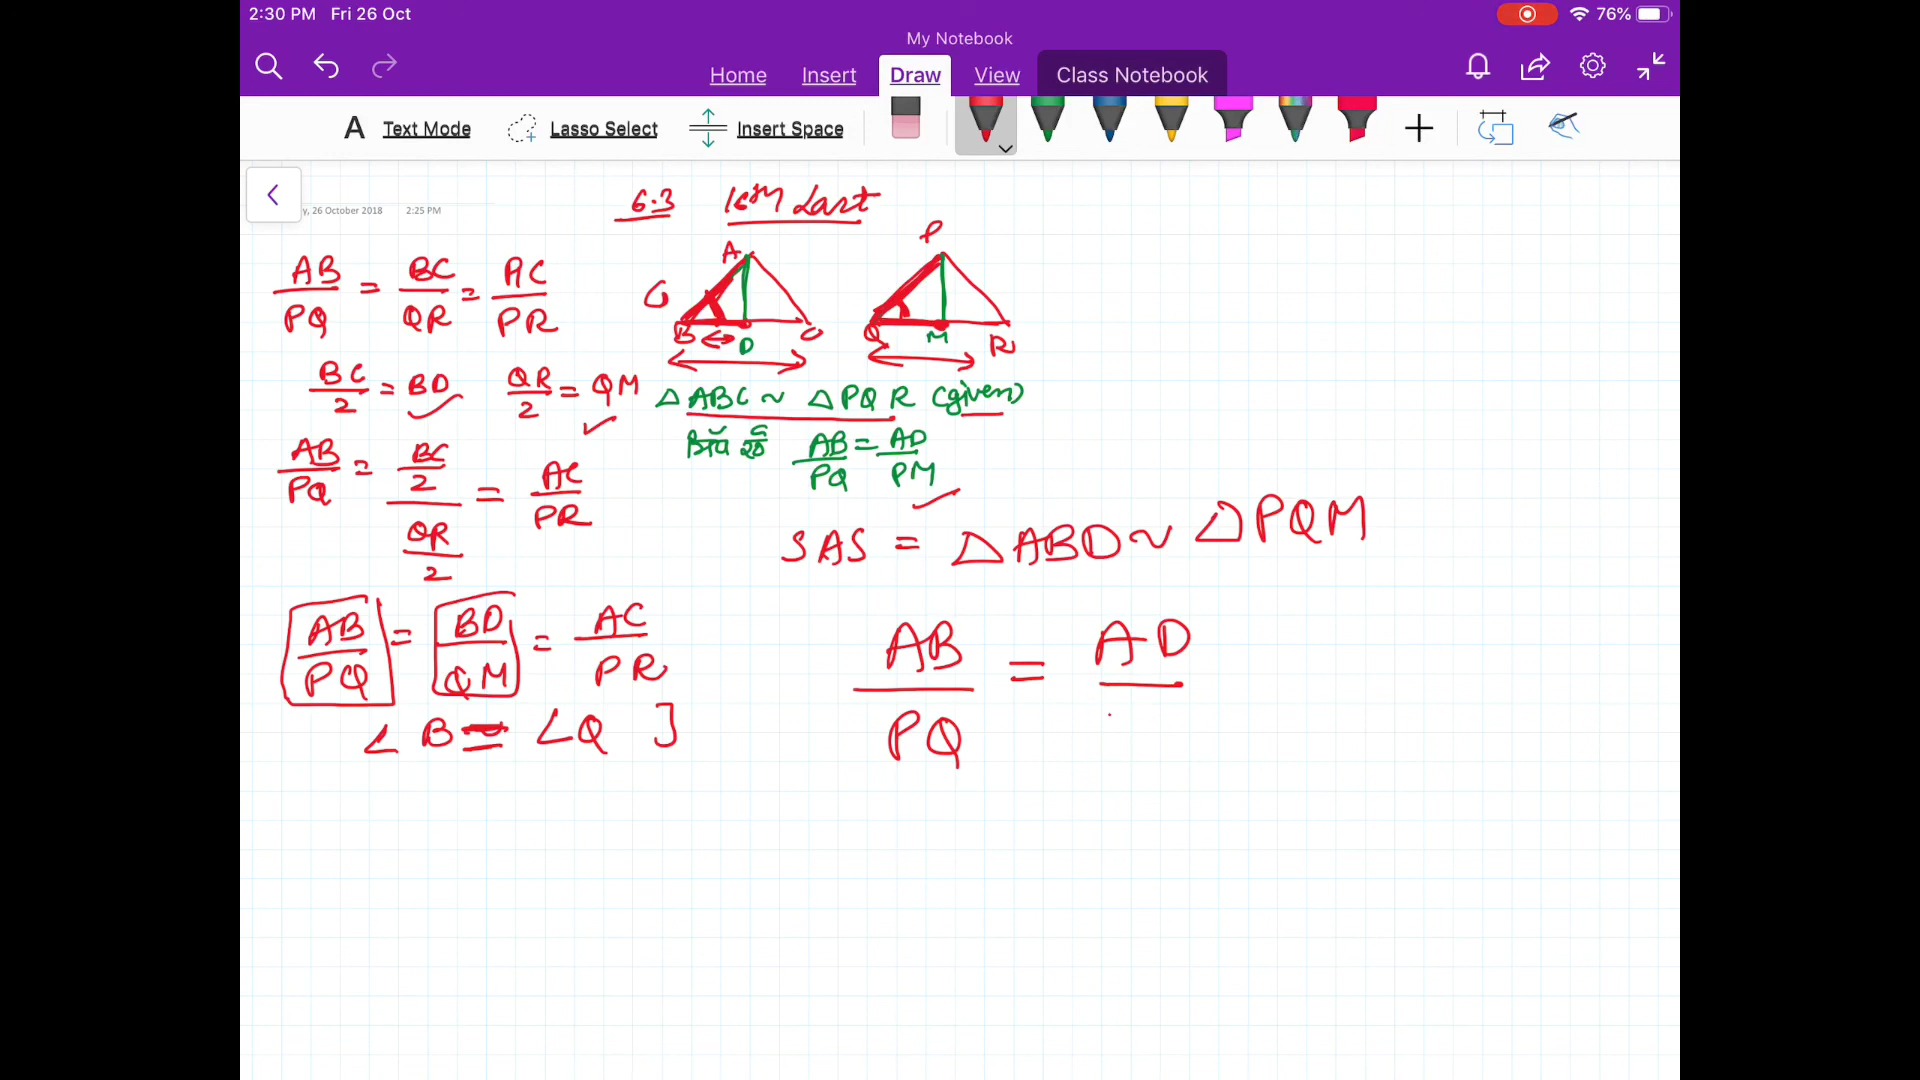 2:30 PM Fri 26 Oct
76%
My Notebook
Home Insert Draw View Class Notebook
A Text Mode Lasso Select Insert Space
y, 26 October 2018 2:25 PM
6.3 16th Last
AB/PQ = BC/QR = AC/PR
A
B D C
P
Q M R
BC/2 = BD QR/2 = QM
△ABC ~ △PQR (given)
AB/PQ = AD/PM
AB/PQ = BC/2 / QR/2 = AC/PR
SAS = △ABD ~ △PQM
AB/PQ = BD/QM = AC/PR
∠B = ∠Q ]
AB/PQ = AD